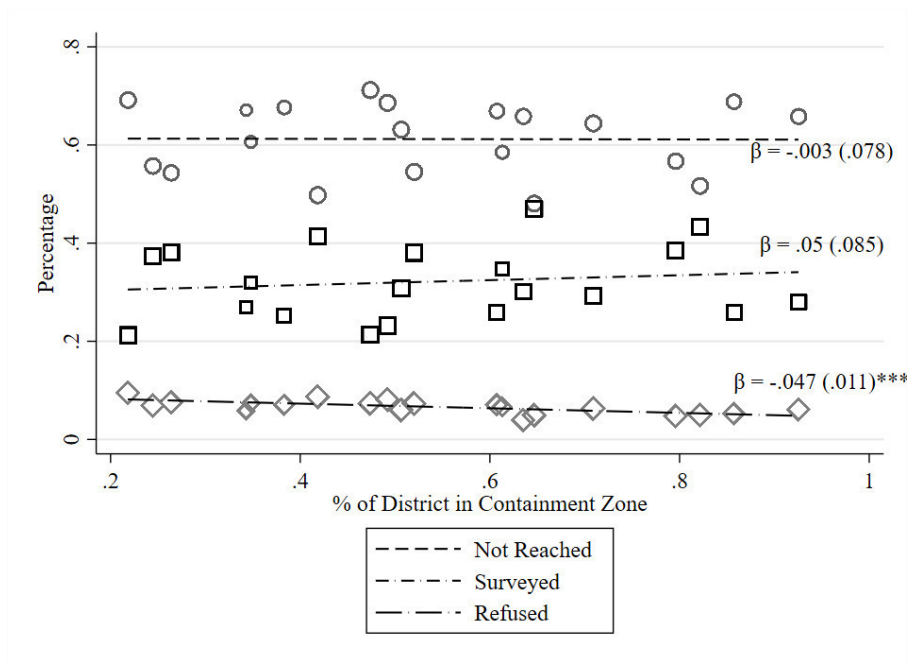 .8
.6
.4
.2
0
Percentage
β = -.003 (.078)
β = .05 (.085)
β = -.047 (.011)***
.2 .4 .6 .8 1
% of District in Containment Zone
Not Reached
Surveyed
Refused